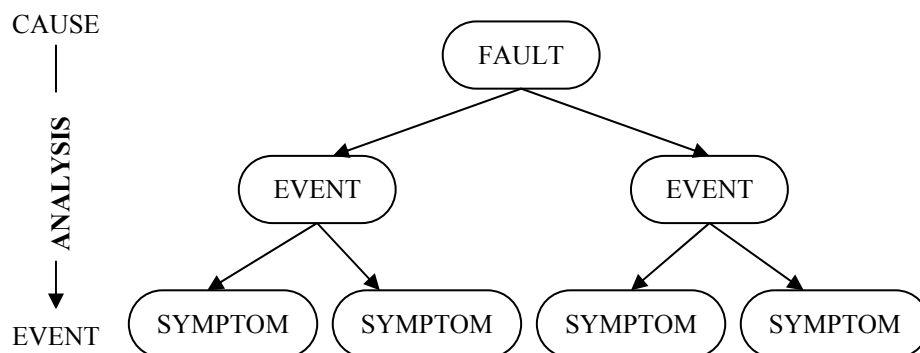 CAUSE
FAULT
ANALYSIS
EVENT
EVENT
EVENT
SYMPTOM
SYMPTOM
SYMPTOM
SYMPTOM